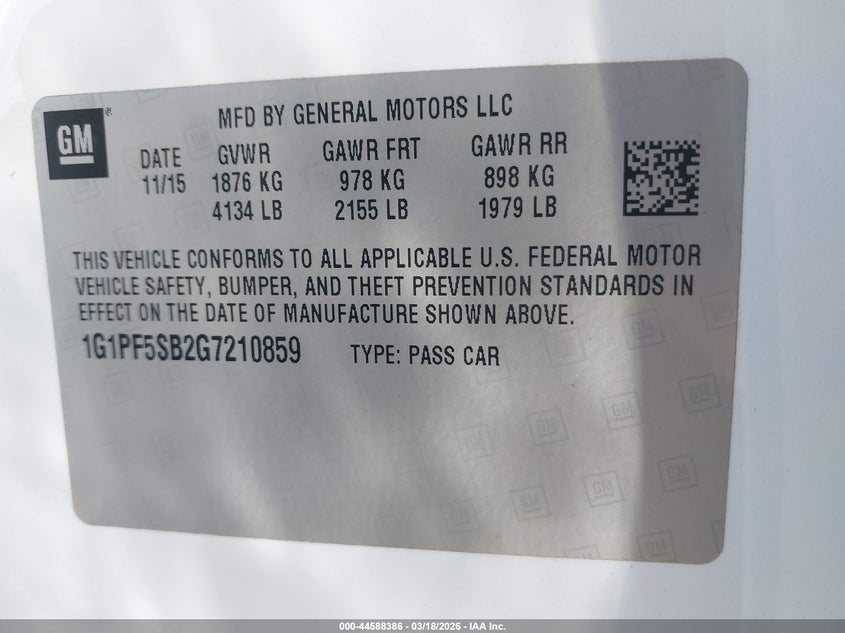 GM
®
MFD BY GENERAL MOTORS LLC
DATE GVWR GAWR FRT GAWR RR
11/15 1876 KG 978 KG 898 KG
4134 LB 2155 LB 1979 LB
THIS VEHICLE CONFORMS TO ALL APPLICABLE U.S. FEDERAL MOTOR
VEHICLE SAFETY, BUMPER, AND THEFT PREVENTION STANDARDS IN
EFFECT ON THE DATE OF MANUFACTURE SHOWN ABOVE.
1G1PF5SB2G7210859 TYPE: PASS CAR
000-44588386 - 03/18/2026 - IAA Inc.